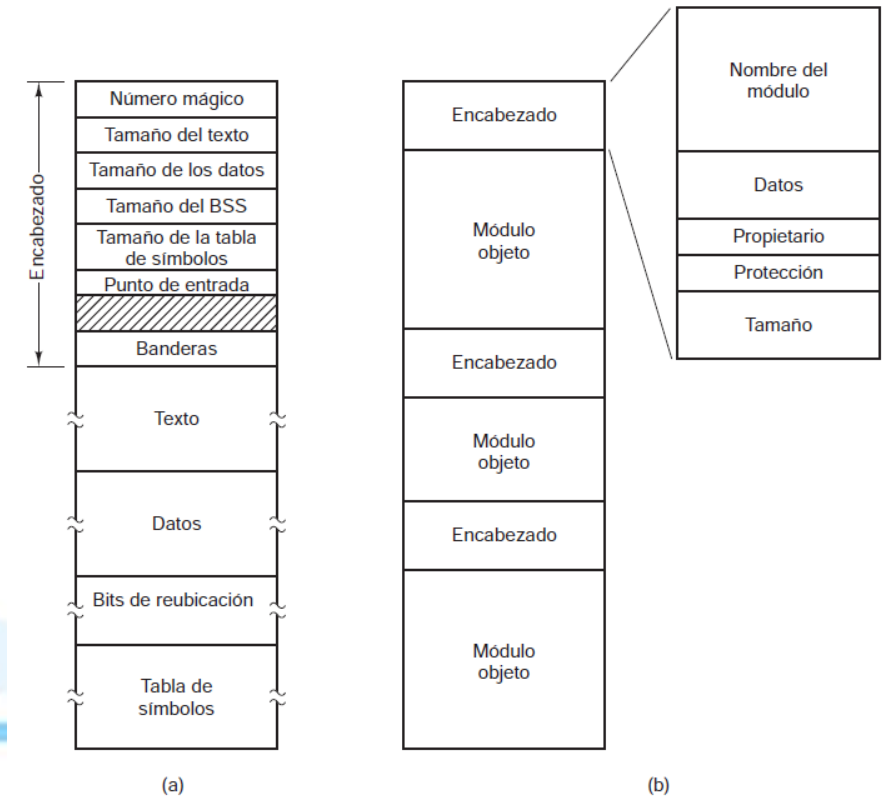 Encabezado
Número mágico
Tamaño del texto
Tamaño de los datos
Tamaño del BSS
Tamaño de la tabla
de símbolos
Punto de entrada
Banderas
Texto
Datos
Bits de reubicación
Tabla de
símbolos
(a)
Encabezado
Módulo
objeto
Encabezado
Módulo
objeto
Encabezado
Módulo
objeto
Nombre del
módulo
Datos
Propietario
Protección
Tamaño
(b)